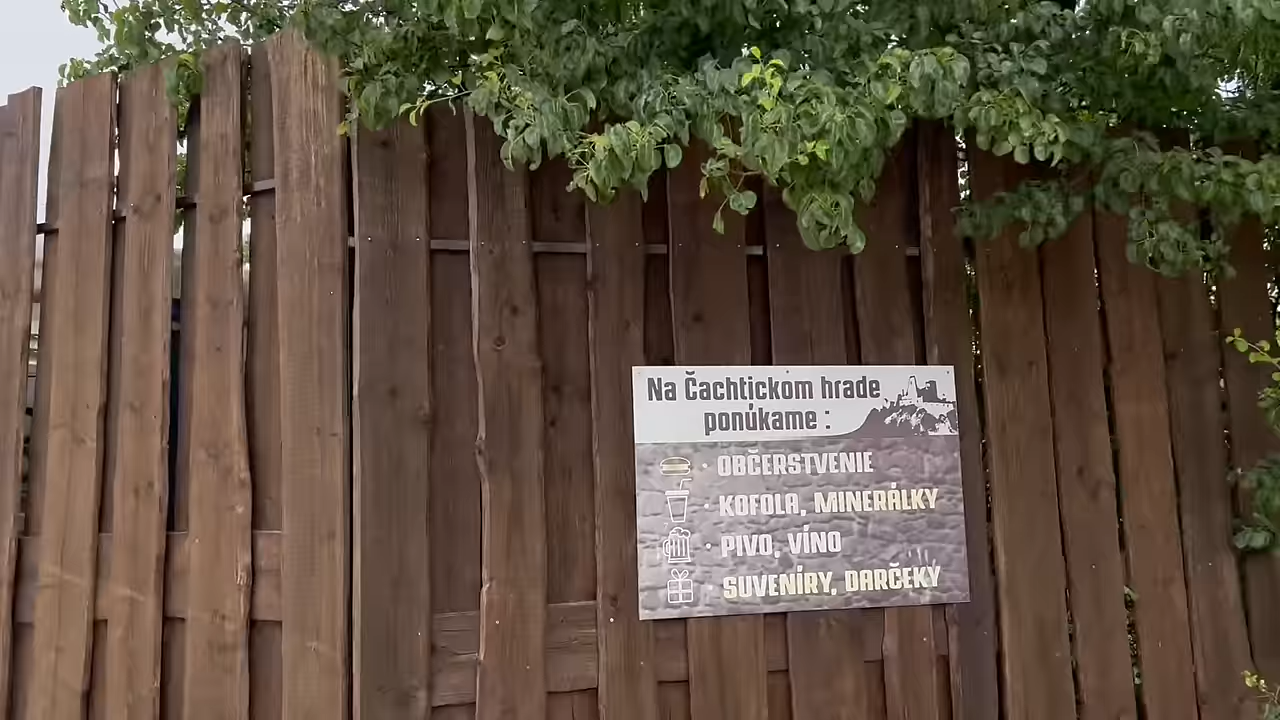 Na Čachtickom hrade
ponúkame :
· OBČERSTVENIE
· KOFOLA, MINERÁLKY
· PIVO, VÍNO
· SUVENÍRY, DARČEKY